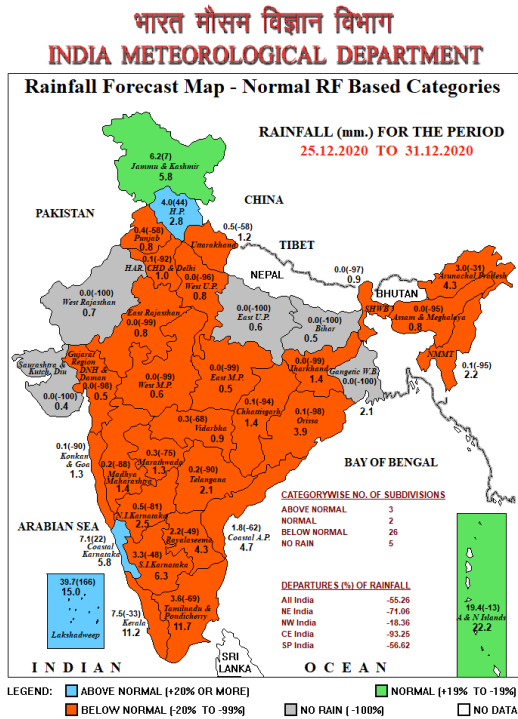 भारत मौसम विज्ञान विभाग
INDIA METEOROLOGICAL DEPARTMENT
Rainfall Forecast Map - Normal RF Based Categories
RAINFALL (mm.) FOR THE PERIOD
25.12.2020 TO 31.12.2020
6.2(7)
Jammu & Kashmir
5.8
4.0(44)
H.P.
2.8
CHINA
PAKISTAN
0.4(-58)
Punjab
0.8
0.5(-58)
1.2
Uttarakhand
TIBET
0.1(-92)
HAR. CHD & Delhi
1.0
0.0(-96)
West U.P.
0.8
NEPAL
0.0(-97)
0.9
BHUTAN
3.0(-31)
Arunachal Pradesh
4.3
0.0(-100)
West Rajasthan
0.7
East Rajasthan
0.0(-99)
0.8
0.0(-100)
East U.P.
0.6
0.0(-100)
Bihar
0.5
SHWB
0.0(-95)
Assam & Meghalaya
0.8
NMMT
0.1(-95)
2.2
Saurashtra &
Kutch, Diu
0.0(-100)
0.4
Gujarat
Region
DNH &
Daman
0.0(-98)
0.5
0.0(-99)
West M.P.
0.6
0.0(-99)
East M.P.
0.5
0.0(-99)
Jharkhand
1.4
Gangetic W.B.
0.0(-100)
2.1
0.3(-68)
Vidarbha
0.9
0.1(-94)
Chhattisgarh
1.4
0.1(-98)
Orissa
3.9
0.1(-90)
Konkan
& Goa
1.3
0.2(-88)
Madhya
Maharashtra
1.4
0.3(-75)
Marathwada
1.3
0.2(-90)
Telangana
2.1
BAY OF BENGAL
ARABIAN SEA
0.5(-81)
N.I.Karnataka
2.5
7.1(22)
Coastal
Karnataka
5.8
2.2(-49)
Rayalaseema
4.3
1.8(-62)
Coastal A.P.
4.7
3.3(-48)
S.I.Karnataka
6.3
39.7(166)
15.0
Lakshadweep
7.5(-33)
Kerala
11.2
3.6(-69)
Tamilnadu &
Pondicherry
11.7
SRI
LANKA
CATEGORYWISE NO. OF SUBDIVISIONS
ABOVE NORMAL 3
NORMAL 2
BELOW NORMAL 26
NO RAIN 5
DEPARTURES (%) OF RAINFALL
All India -55.26
NE India -71.06
NW India -18.36
CE India -93.25
SP India -56.62
19.4(-13)
A & N Islands
22.2
INDIAN OCEAN
LEGEND: ABOVE NORMAL (+20% OR MORE) NORMAL (+19% TO -19%)
BELOW NORMAL (-20% TO -99%) NO RAIN (-100%) NO DATA